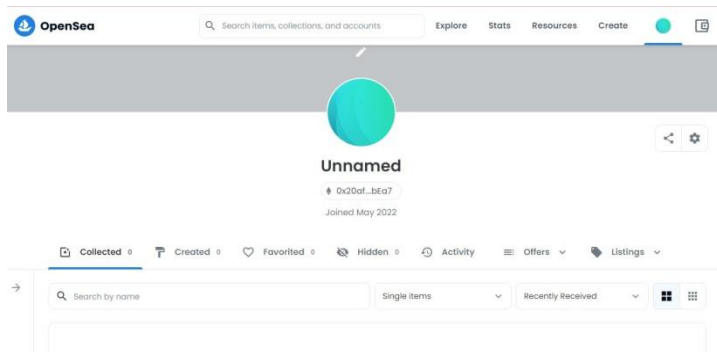 OpenSea Search items, collections, and accounts Explore Stats Resources Create
Unnamed
0x20af...bEa7
Joined May 2022
Collected 0 Created 0 Favorited 0 Hidden 0 Activity Offers Listings
Search by name Single items Recently Received